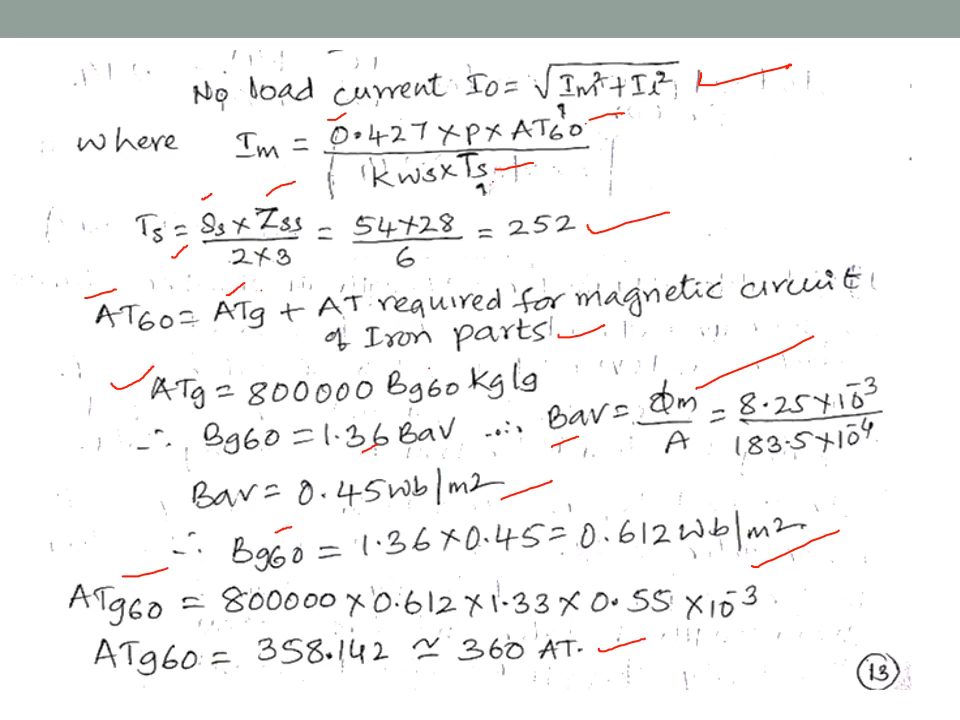 No load current Io = √Im² + Il²
where Im = 0.427 × P × AT60 / Kws × Ts
Ts = Ss × Zss / 2×3 = 54×28 / 6 = 252
AT60 = ATg + AT required for magnetic circuit
of Iron parts
ATg = 800000 Bg60 Kg lg
∴ Bg60 = 1.36 Bav ∴ Bav = Φm / A = 8.25×10⁻³ / 183.5×10⁻⁴
Bav = 0.45 wb/m2
∴ Bg60 = 1.36×0.45 = 0.612 wb/m2.
ATg60 = 800000 × 0.612 × 1.33 × 0.55 × 10⁻³
ATg60 = 358.142 ≃ 360 AT.
13